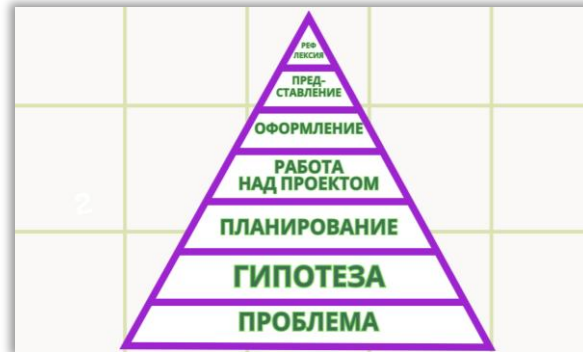 РЕФ
ЛЕКСИЯ
ПРЕД-
СТАВЛЕНИЕ
ОФОРМЛЕНИЕ
РАБОТА
НАД ПРОЕКТОМ
ПЛАНИРОВАНИЕ
ГИПОТЕЗА
ПРОБЛЕМА
2